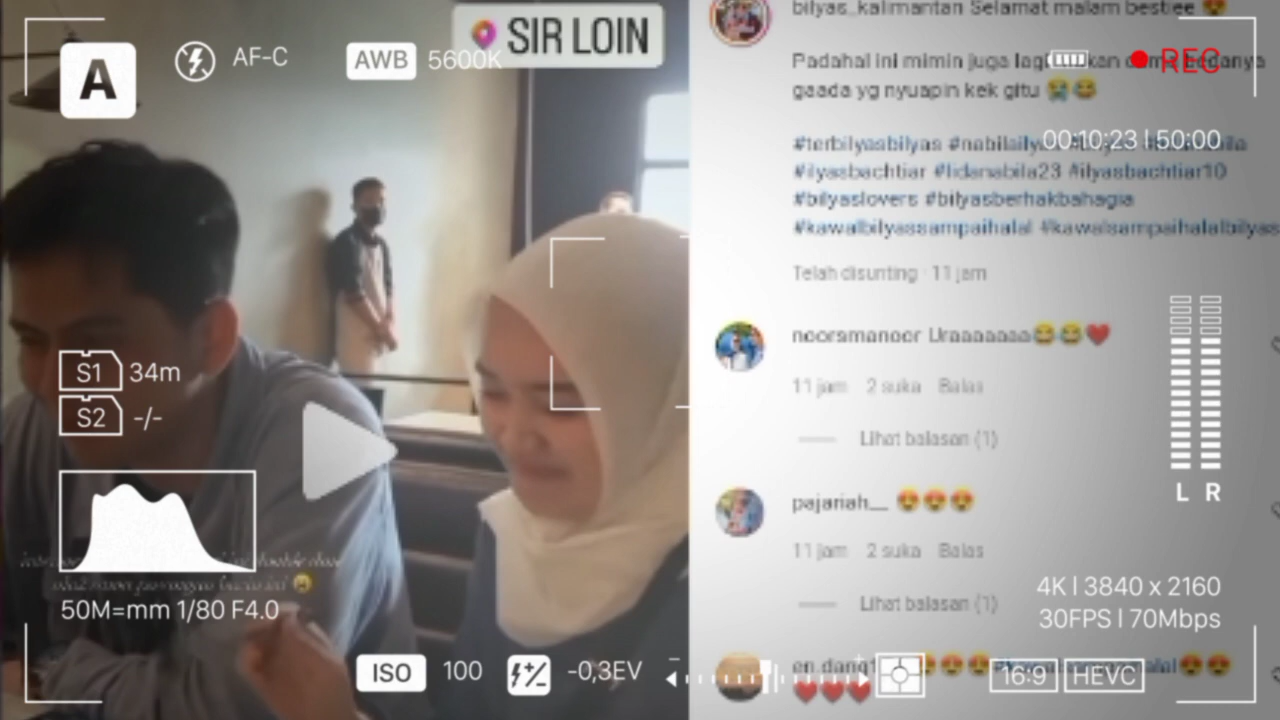 A
AF-C
AWB 5600K
SIR LOIN
bilyas_kalimantan Selamat malam bestiee 😍
REC
Padahal ini mimin juga
gaada yg nyuapin kek gitu 😭😂
00:10:23 | 50:00
#terbilyasbilyas
#ilyasbachtiar #lidanabila23 #ilyasbachtiar10
#bilyaslovers #bilyasberhakbahagia
#kawalbilyassampaihalal #kawalsampaihalalbilyas
Telah disunting · 11 jam
noorsmanoor Uraaaaaaa😂😂❤️
11 jam 2 suka Balas
Lihat balasan (1)
S1 34m
S2 -/-
L R
pajariah__ 😍😍😍
11 jam 2 suka Balas
Lihat balasan (1)
4K | 3840 x 2160
30FPS | 70Mbps
50M=mm 1/80 F4.0
ISO 100 -0,3EV
16:9 HEVC